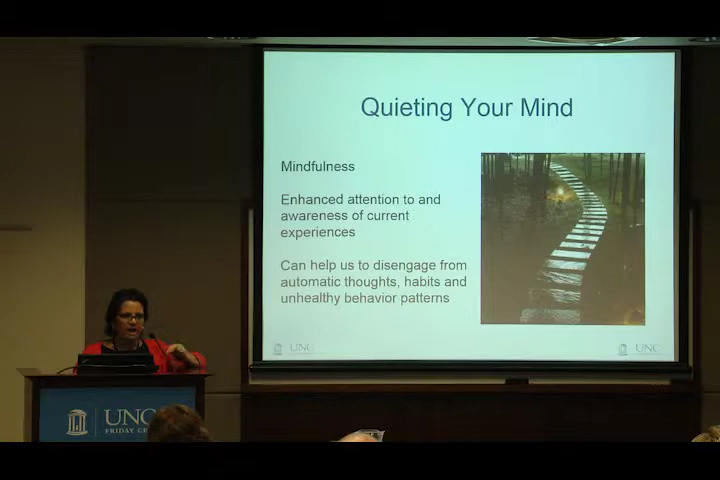 Quieting Your Mind
Mindfulness
Enhanced attention to and
awareness of current
experiences
Can help us to disengage from
automatic thoughts, habits and
unhealthy behavior patterns
UNC
UNC
UNC
FRIDAY